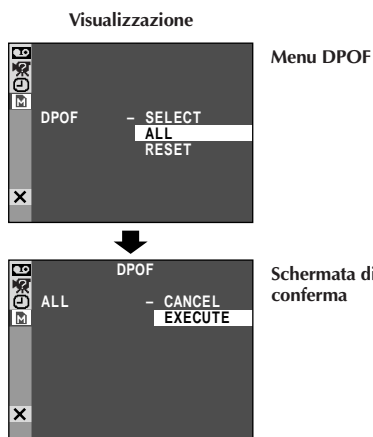 Visualizzazione
Menu DPOF
M
DPOF – SELECT
ALL
RESET
DPOF
Schermata di
conferma
ALL – CANCEL
EXECUTE
M